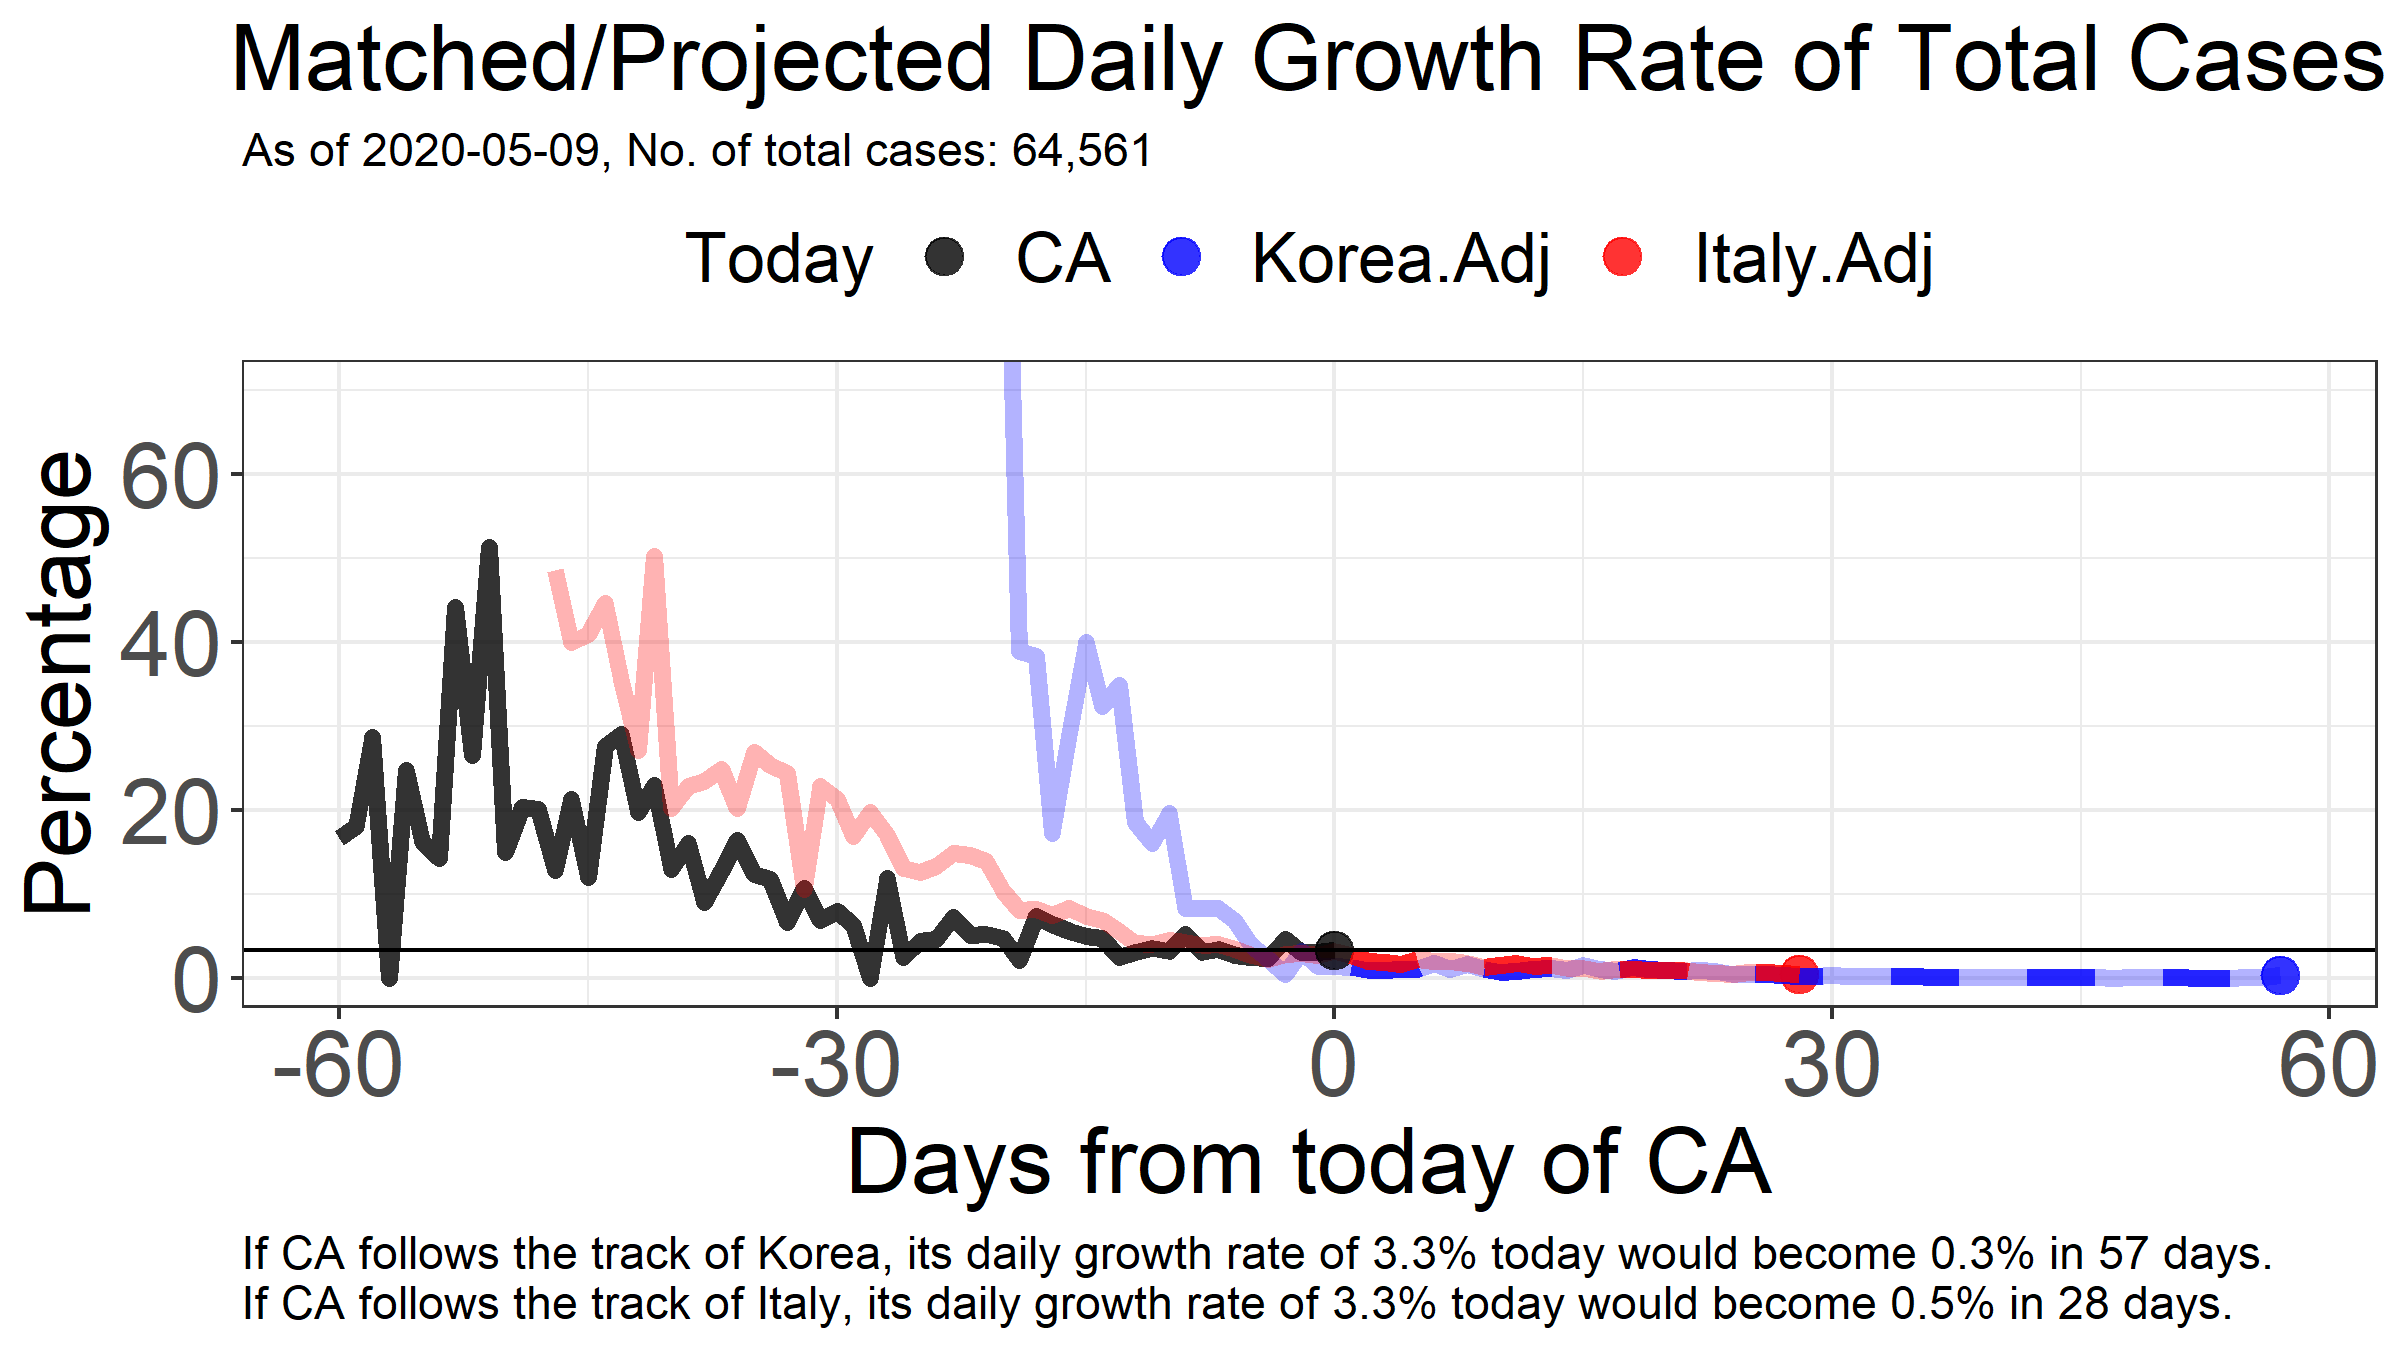 Matched/Projected Daily Growth Rate of Total Cases
As of 2020-05-09, No. of total cases: 64,561
Today CA Korea.Adj Italy.Adj
Percentage
60
40
20
0
-60 -30 0 30 60
Days from today of CA
If CA follows the track of Korea, its daily growth rate of 3.3% today would become 0.3% in 57 days.
If CA follows the track of Italy, its daily growth rate of 3.3% today would become 0.5% in 28 days.